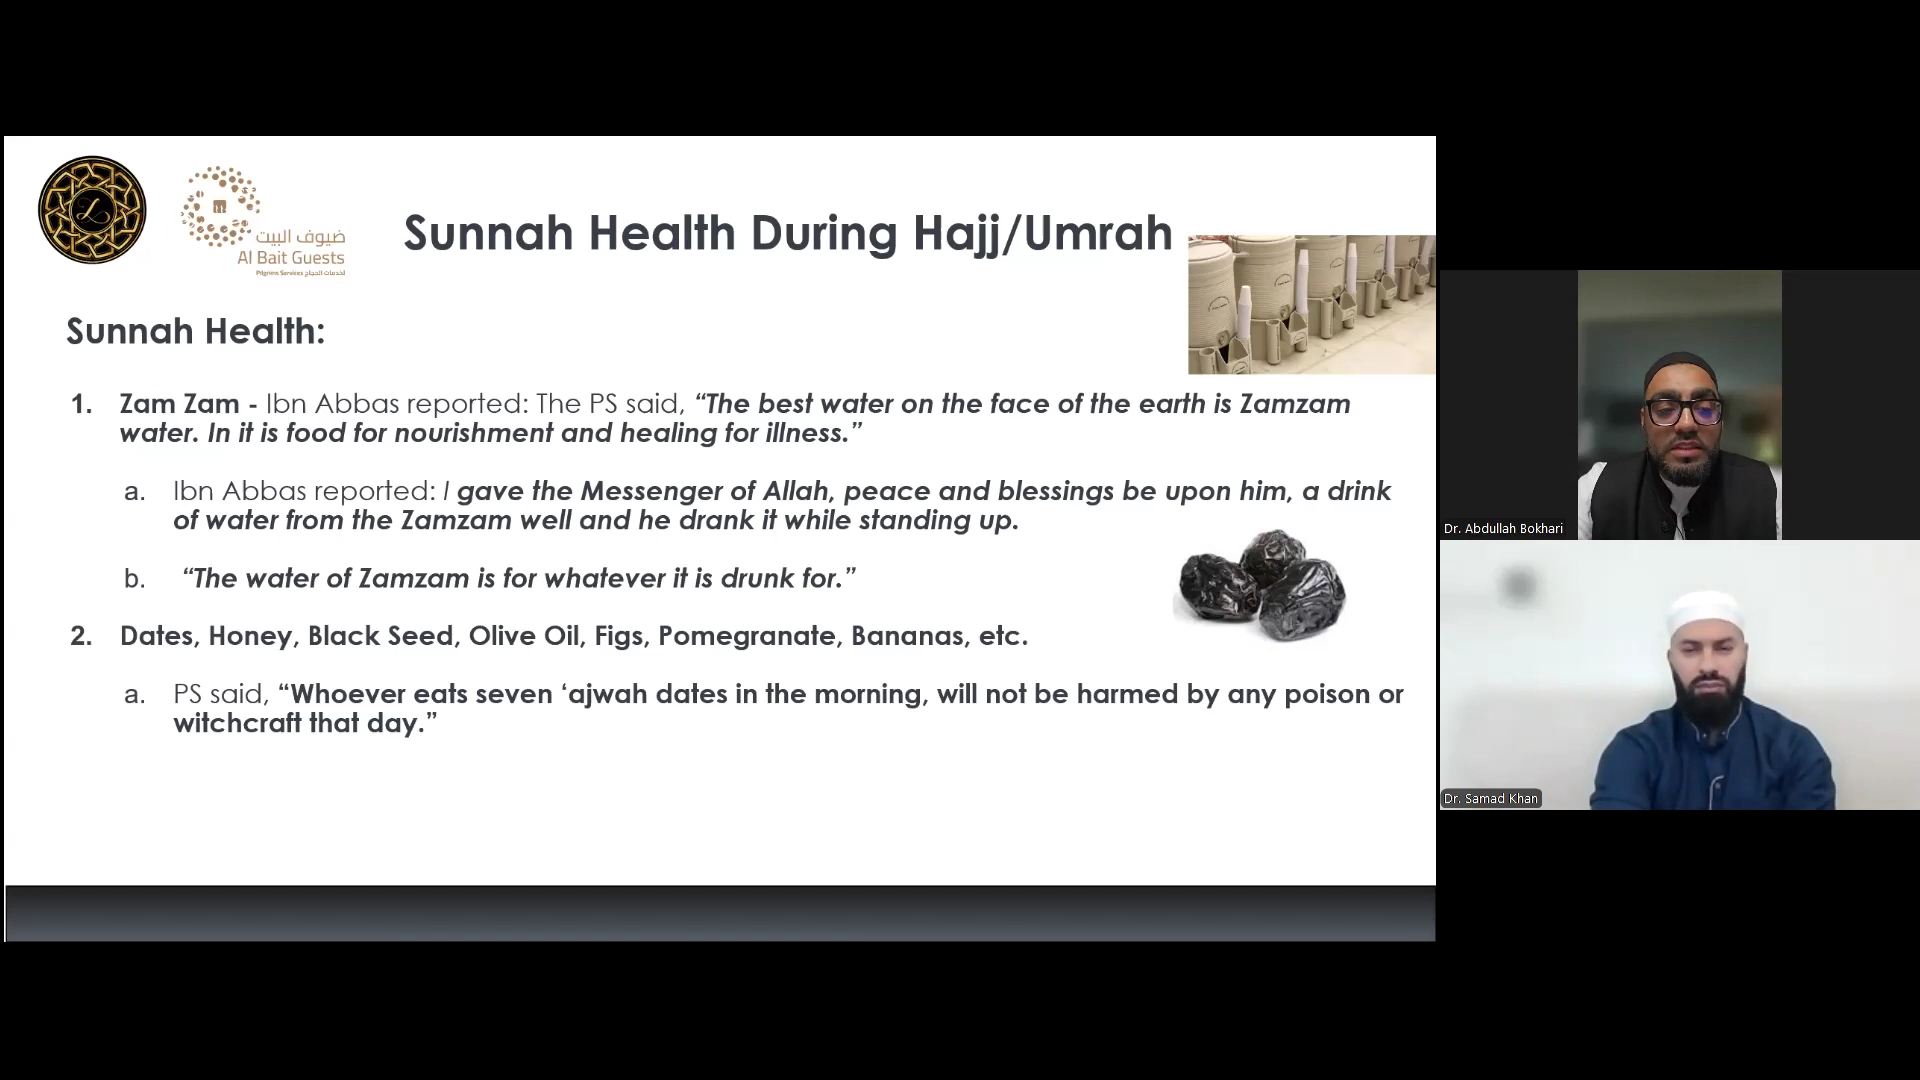 ضيوف البيت
Al Bait Guests
Pilgrims Services لخدمات الحجاج
Sunnah Health During Hajj/Umrah
Sunnah Health:
1. Zam Zam - Ibn Abbas reported: The PS said, “The best water on the face of the earth is Zamzam
water. In it is food for nourishment and healing for illness.”
a. Ibn Abbas reported: I gave the Messenger of Allah, peace and blessings be upon him, a drink
of water from the Zamzam well and he drank it while standing up.
b. “The water of Zamzam is for whatever it is drunk for.”
2. Dates, Honey, Black Seed, Olive Oil, Figs, Pomegranate, Bananas, etc.
a. PS said, “Whoever eats seven ‘ajwah dates in the morning, will not be harmed by any poison or
witchcraft that day.”
Dr. Abdullah Bokhari
Dr. Samad Khan